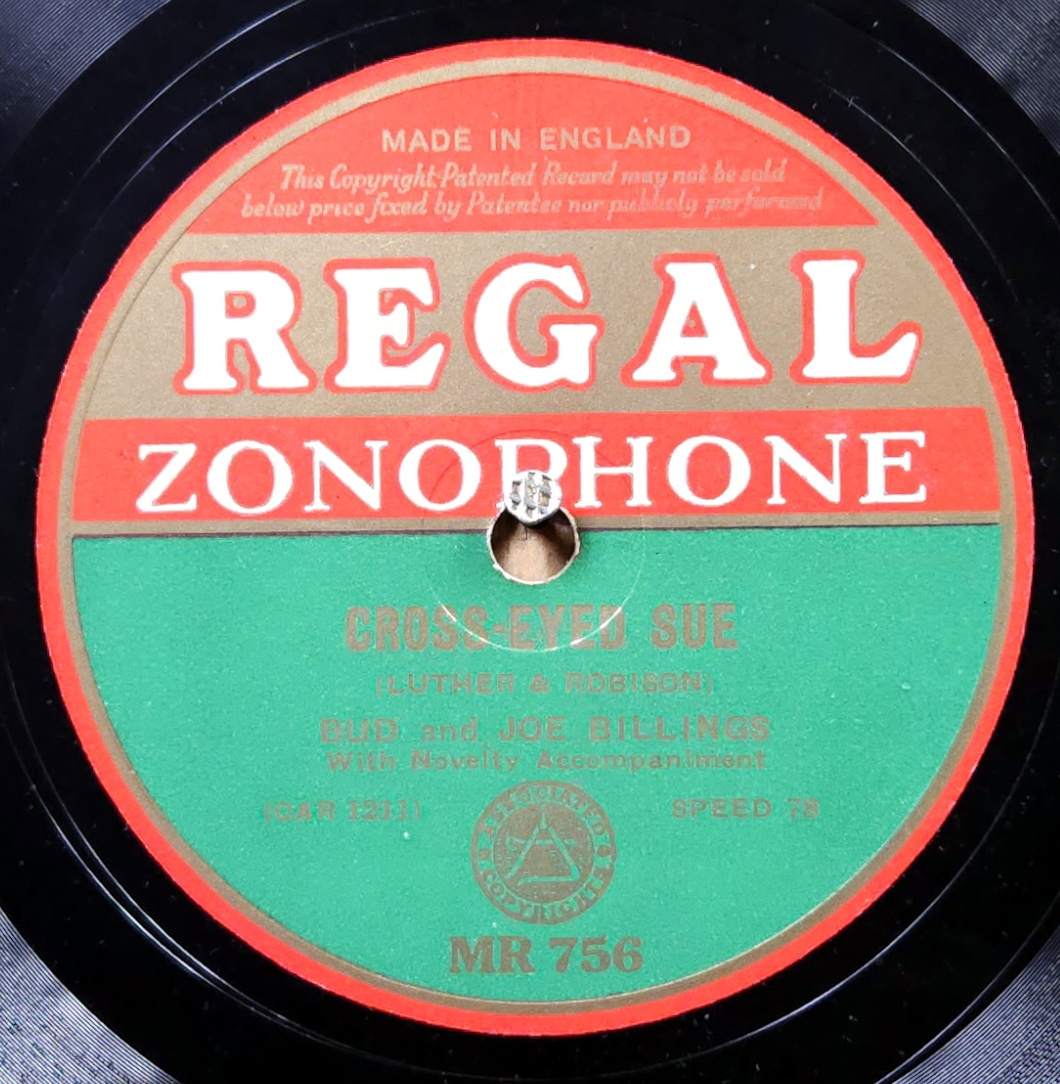 MADE IN ENGLAND
This Copyright Patented Record may not be sold
below price fixed by Patentee nor publicly performed
REGAL
ZONOPHONE
CROSS-EYED SUE
(LUTHER & ROBISON)
BUD and JOE BILLINGS
With Novelty Accompaniment
(CAR 1211) SPEED 78
ASSOCIATED
COPYRIGHTS
MR 756